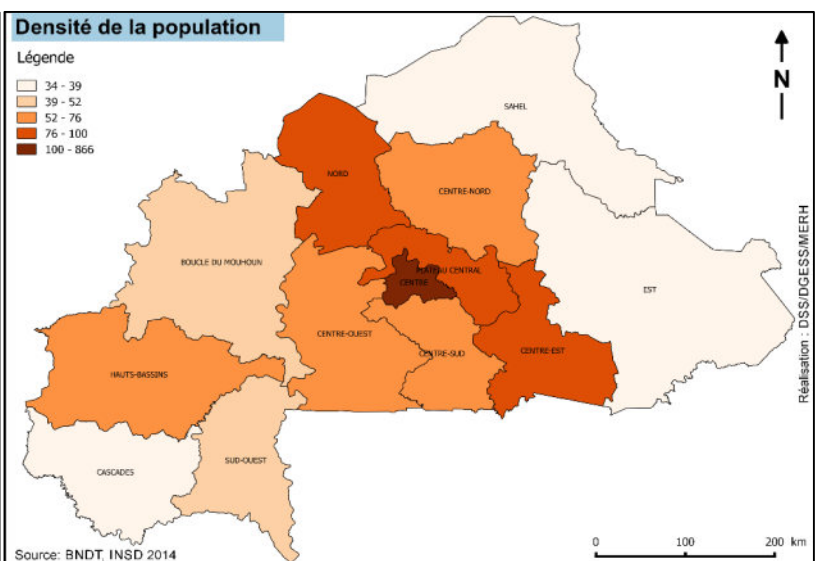 Densité de la population
Légende
34 - 39
39 - 52
52 - 76
76 - 100
100 - 866
N
SAHEL
NORD
CENTRE-NORD
BOUCLE DU MOUHOUN
PLATEAU CENTRAL
CENTRE
EST
CENTRE-OUEST
CENTRE-SUD
CENTRE-EST
HAUTS-BASSINS
SUD-OUEST
CASCADES
Réalisation : DSS/DGESS/MERH
0 100 200 km
Source: BNDT, INSD 2014